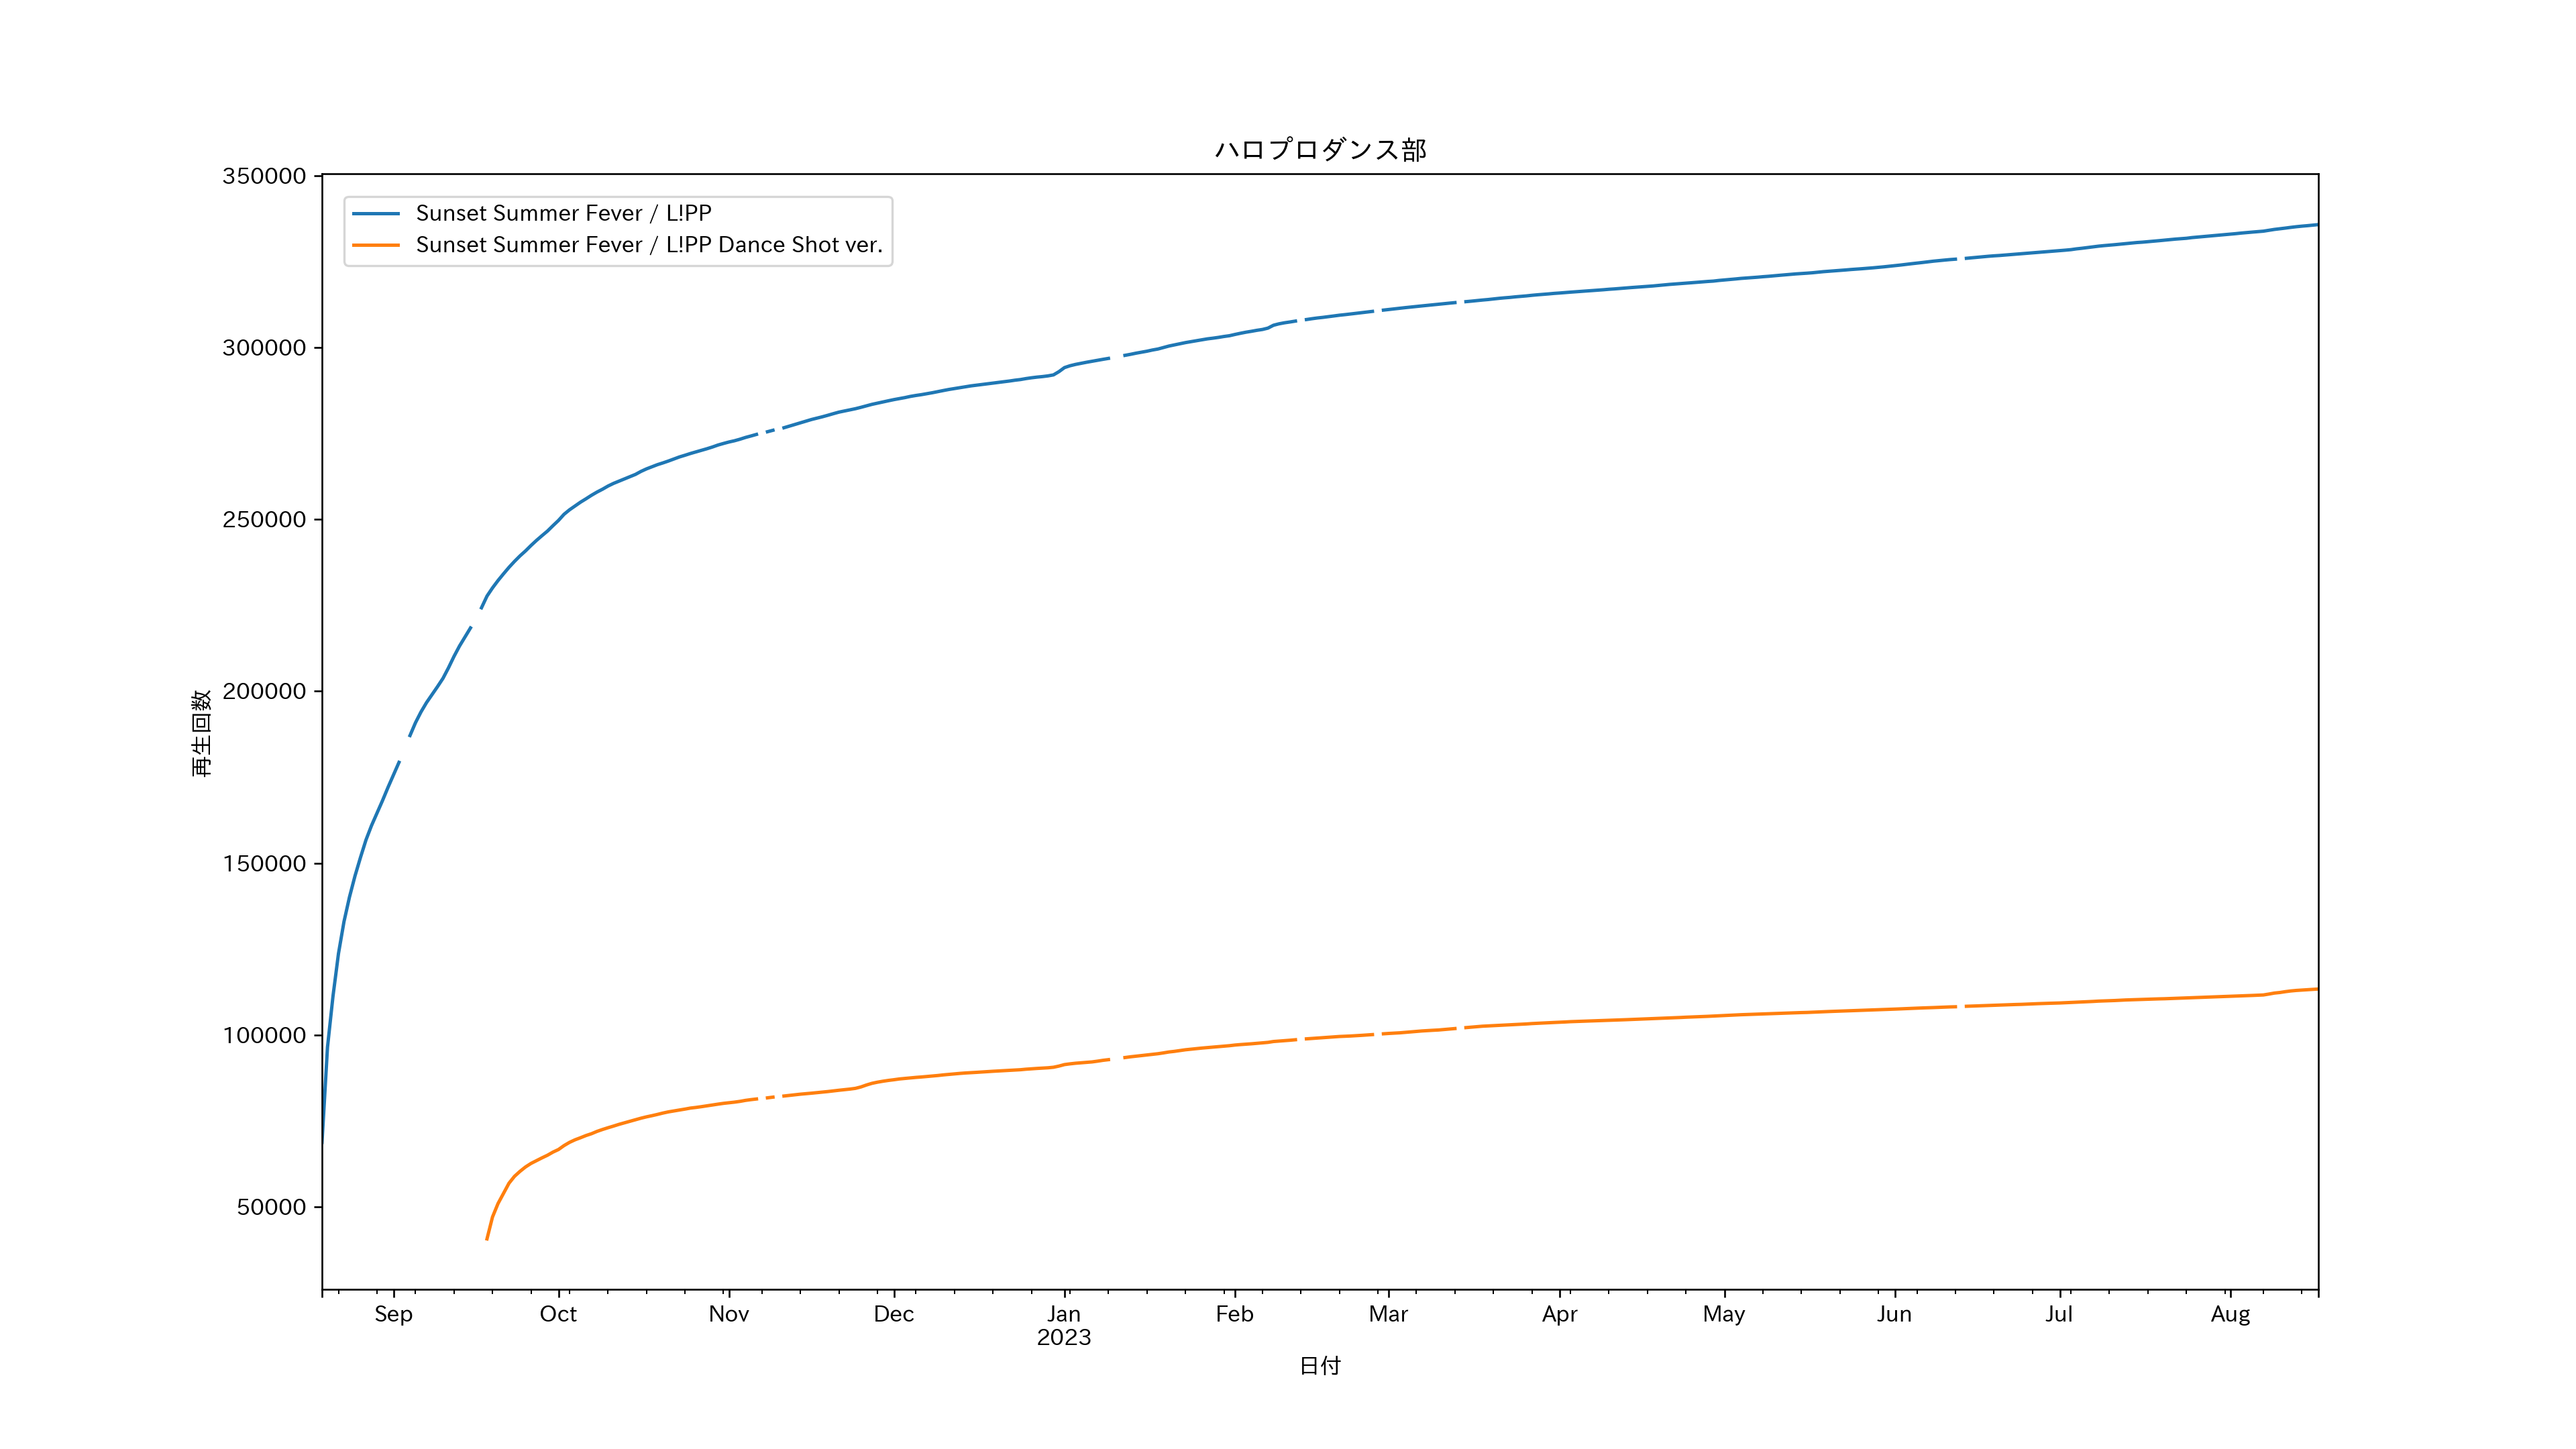 ハロプロダンス部
Sunset Summer Fever / L!PP
Sunset Summer Fever / L!PP Dance Shot ver.
再生回数
350000
300000
250000
200000
150000
100000
50000
Sep Oct Nov Dec Jan Feb Mar Apr May Jun Jul Aug
2023
日付